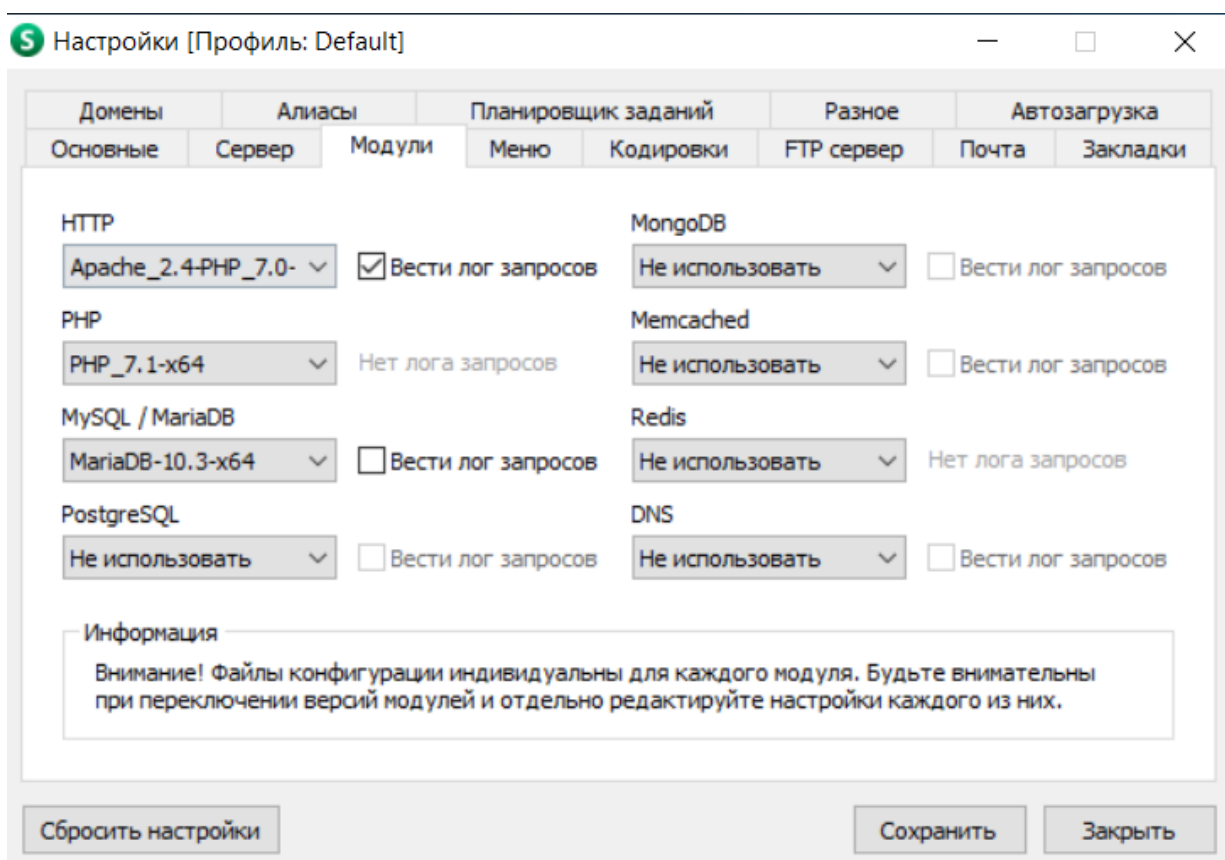 S Настройки [Профиль: Default]
Домены Алиасы Планировщик заданий Разное Автозагрузка
Основные Сервер Модули Меню Кодировки FTP сервер Почта Закладки
HTTP
Apache_2.4-PHP_7.0- Вести лог запросов
PHP
PHP_7.1-x64 Нет лога запросов
MySQL / MariaDB
MariaDB-10.3-x64 Вести лог запросов
PostgreSQL
Не использовать Вести лог запросов
MongoDB
Не использовать Вести лог запросов
Memcached
Не использовать Вести лог запросов
Redis
Не использовать Нет лога запросов
DNS
Не использовать Вести лог запросов
Информация
Внимание! Файлы конфигурации индивидуальны для каждого модуля. Будьте внимательны
при переключении версий модулей и отдельно редактируйте настройки каждого из них.
Сбросить настройки Сохранить Закрыть